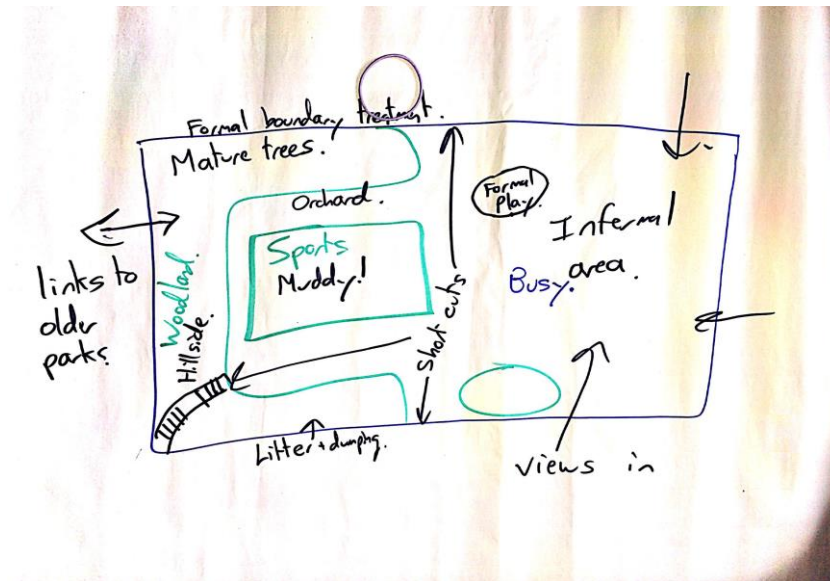 Formal boundary treatment.
Mature trees.
Orchard.
Formal
play.
Informal
area.
Busy.
Sports
Muddy!
links to
older
parks
Woodland.
Hillside.
Short cuts
Litter + dumping.
views in